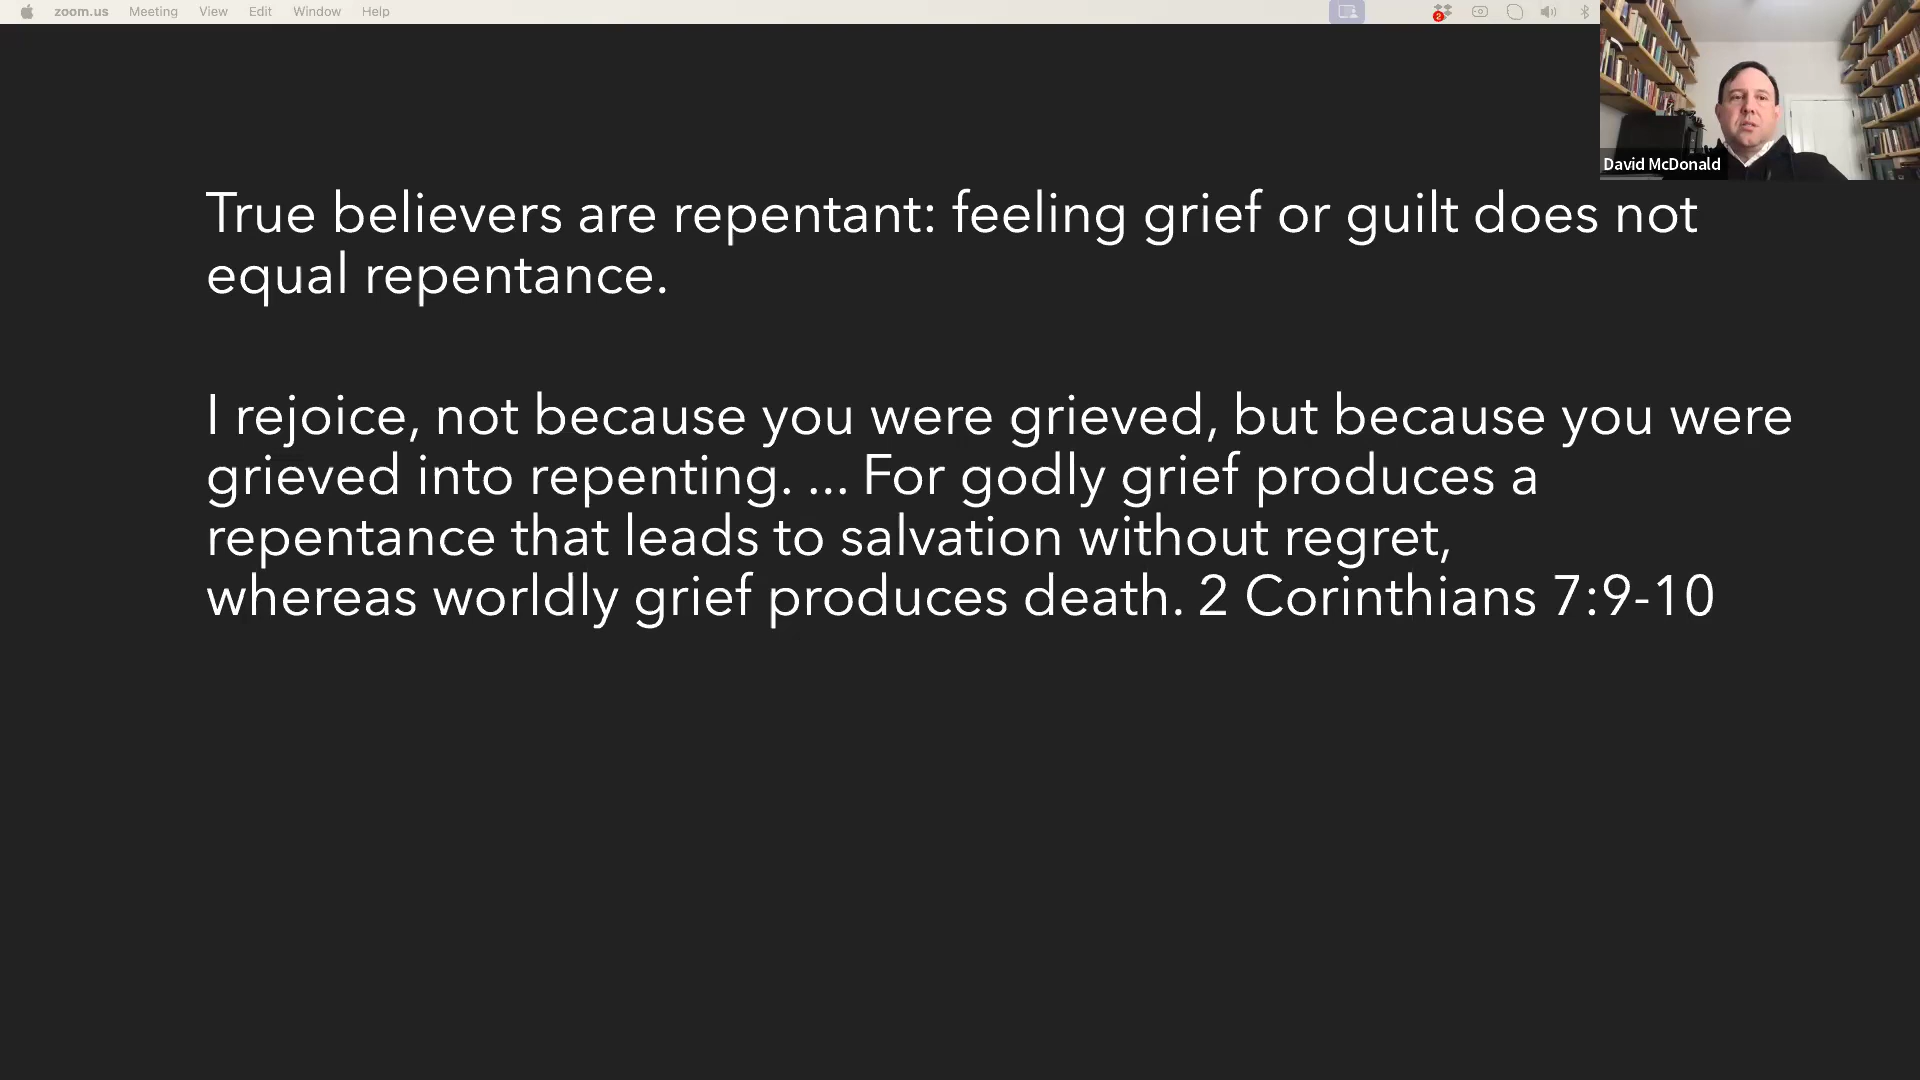 zoom.us Meeting View Edit Window Help
2
David McDonald
True believers are repentant: feeling grief or guilt does not
equal repentance.
I rejoice, not because you were grieved, but because you were
grieved into repenting. ... For godly grief produces a
repentance that leads to salvation without regret,
whereas worldly grief produces death. 2 Corinthians 7:9-10